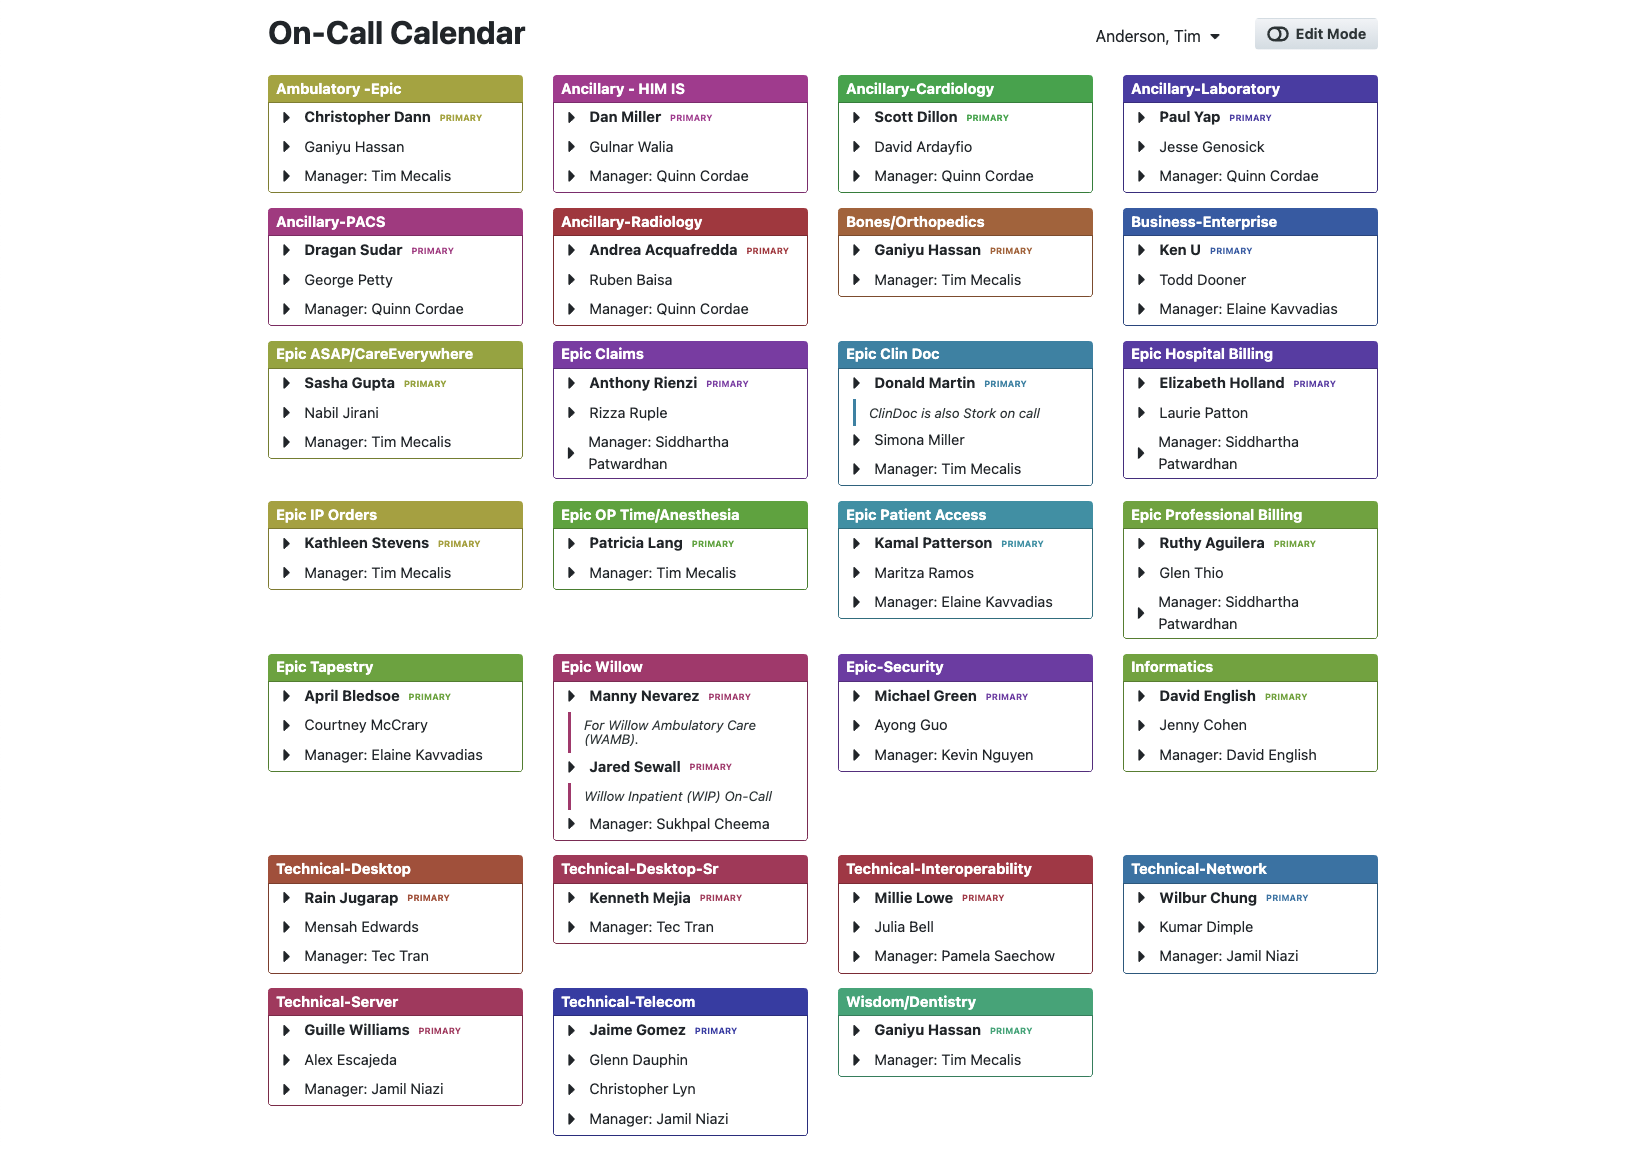 On-Call Calendar
Anderson, Tim
Edit Mode
Ambulatory -Epic
Christopher Dann PRIMARY
Ganiyu Hassan
Manager: Tim Mecalis
Ancillary - HIM IS
Dan Miller PRIMARY
Gulnar Walia
Manager: Quinn Cordae
Ancillary-Cardiology
Scott Dillon PRIMARY
David Ardayfio
Manager: Quinn Cordae
Ancillary-Laboratory
Paul Yap PRIMARY
Jesse Genosick
Manager: Quinn Cordae
Ancillary-PACS
Dragan Sudar PRIMARY
George Petty
Manager: Quinn Cordae
Ancillary-Radiology
Andrea Acquafredda PRIMARY
Ruben Baisa
Manager: Quinn Cordae
Bones/Orthopedics
Ganiyu Hassan PRIMARY
Manager: Tim Mecalis
Business-Enterprise
Ken U PRIMARY
Todd Dooner
Manager: Elaine Kavvadias
Epic ASAP/CareEverywhere
Sasha Gupta PRIMARY
Nabil Jirani
Manager: Tim Mecalis
Epic Claims
Anthony Rienzi PRIMARY
Rizza Ruple
Manager: Siddhartha
Patwardhan
Epic Clin Doc
Donald Martin PRIMARY
ClinDoc is also Stork on call
Simona Miller
Manager: Tim Mecalis
Epic Hospital Billing
Elizabeth Holland PRIMARY
Laurie Patton
Manager: Siddhartha
Patwardhan
Epic IP Orders
Kathleen Stevens PRIMARY
Manager: Tim Mecalis
Epic OP Time/Anesthesia
Patricia Lang PRIMARY
Manager: Tim Mecalis
Epic Patient Access
Kamal Patterson PRIMARY
Maritza Ramos
Manager: Elaine Kavvadias
Epic Professional Billing
Ruthy Aguilera PRIMARY
Glen Thio
Manager: Siddhartha
Patwardhan
Epic Tapestry
April Bledsoe PRIMARY
Courtney McCrary
Manager: Elaine Kavvadias
Epic Willow
Manny Nevarez PRIMARY
For Willow Ambulatory Care
(WAMB).
Jared Sewall PRIMARY
Willow Inpatient (WIP) On-Call
Manager: Sukhpal Cheema
Epic-Security
Michael Green PRIMARY
Ayong Guo
Manager: Kevin Nguyen
Informatics
David English PRIMARY
Jenny Cohen
Manager: David English
Technical-Desktop
Rain Jugarap PRIMARY
Mensah Edwards
Manager: Tec Tran
Technical-Desktop-Sr
Kenneth Mejia PRIMARY
Manager: Tec Tran
Technical-Interoperability
Millie Lowe PRIMARY
Julia Bell
Manager: Pamela Saechow
Technical-Network
Wilbur Chung PRIMARY
Kumar Dimple
Manager: Jamil Niazi
Technical-Server
Guille Williams PRIMARY
Alex Escajeda
Manager: Jamil Niazi
Technical-Telecom
Jaime Gomez PRIMARY
Glenn Dauphin
Christopher Lyn
Manager: Jamil Niazi
Wisdom/Dentistry
Ganiyu Hassan PRIMARY
Manager: Tim Mecalis